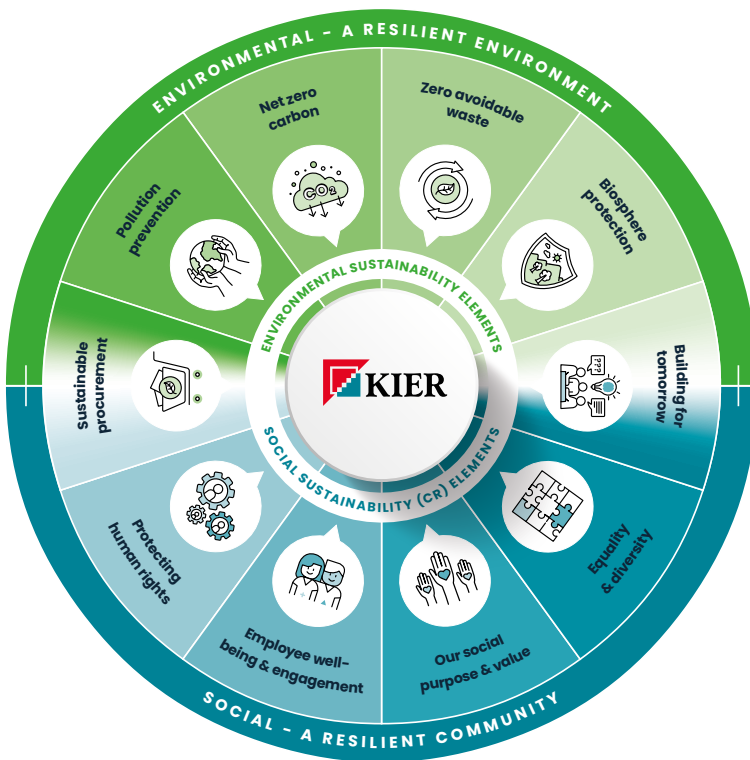 ENVIRONMENTAL – A RESILIENT ENVIRONMENT
Net zero
carbon
Zero avoidable
waste
Pollution
prevention
Biosphere
protection
CO2
ENVIRONMENTAL SUSTAINABILITY ELEMENTS
Sustainable
procurement
KIER
Building for
tomorrow
???
SOCIAL SUSTAINABILITY (CR) ELEMENTS
Protecting
human rights
Equality
& diversity
Employee well-
being & engagement
Our social
purpose & value
SOCIAL – A RESILIENT COMMUNITY